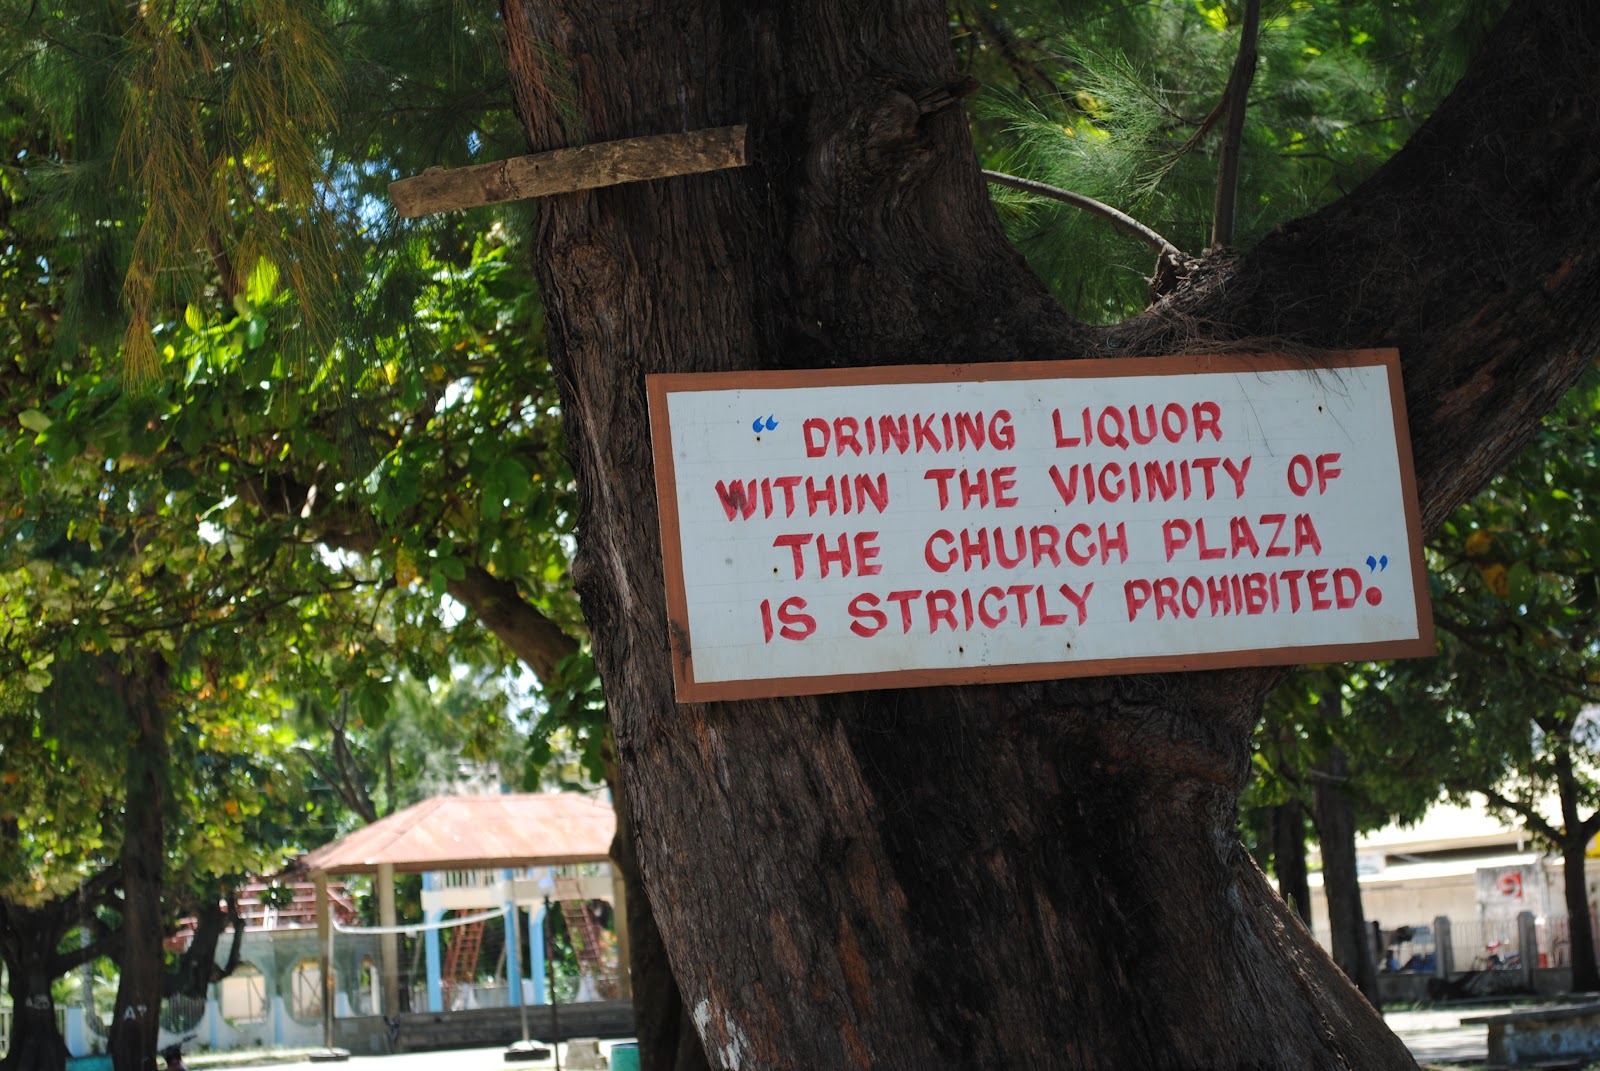 “ DRINKING LIQUOR
WITHIN THE VICINITY OF
THE CHURCH PLAZA
IS STRICTLY PROHIBITED.”